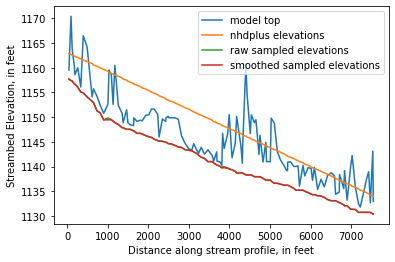 model top
nhdplus elevations
raw sampled elevations
smoothed sampled elevations
Streambed Elevation, in feet
1170
1165
1160
1155
1150
1145
1140
1135
1130
0 1000 2000 3000 4000 5000 6000 7000
Distance along stream profile, in feet